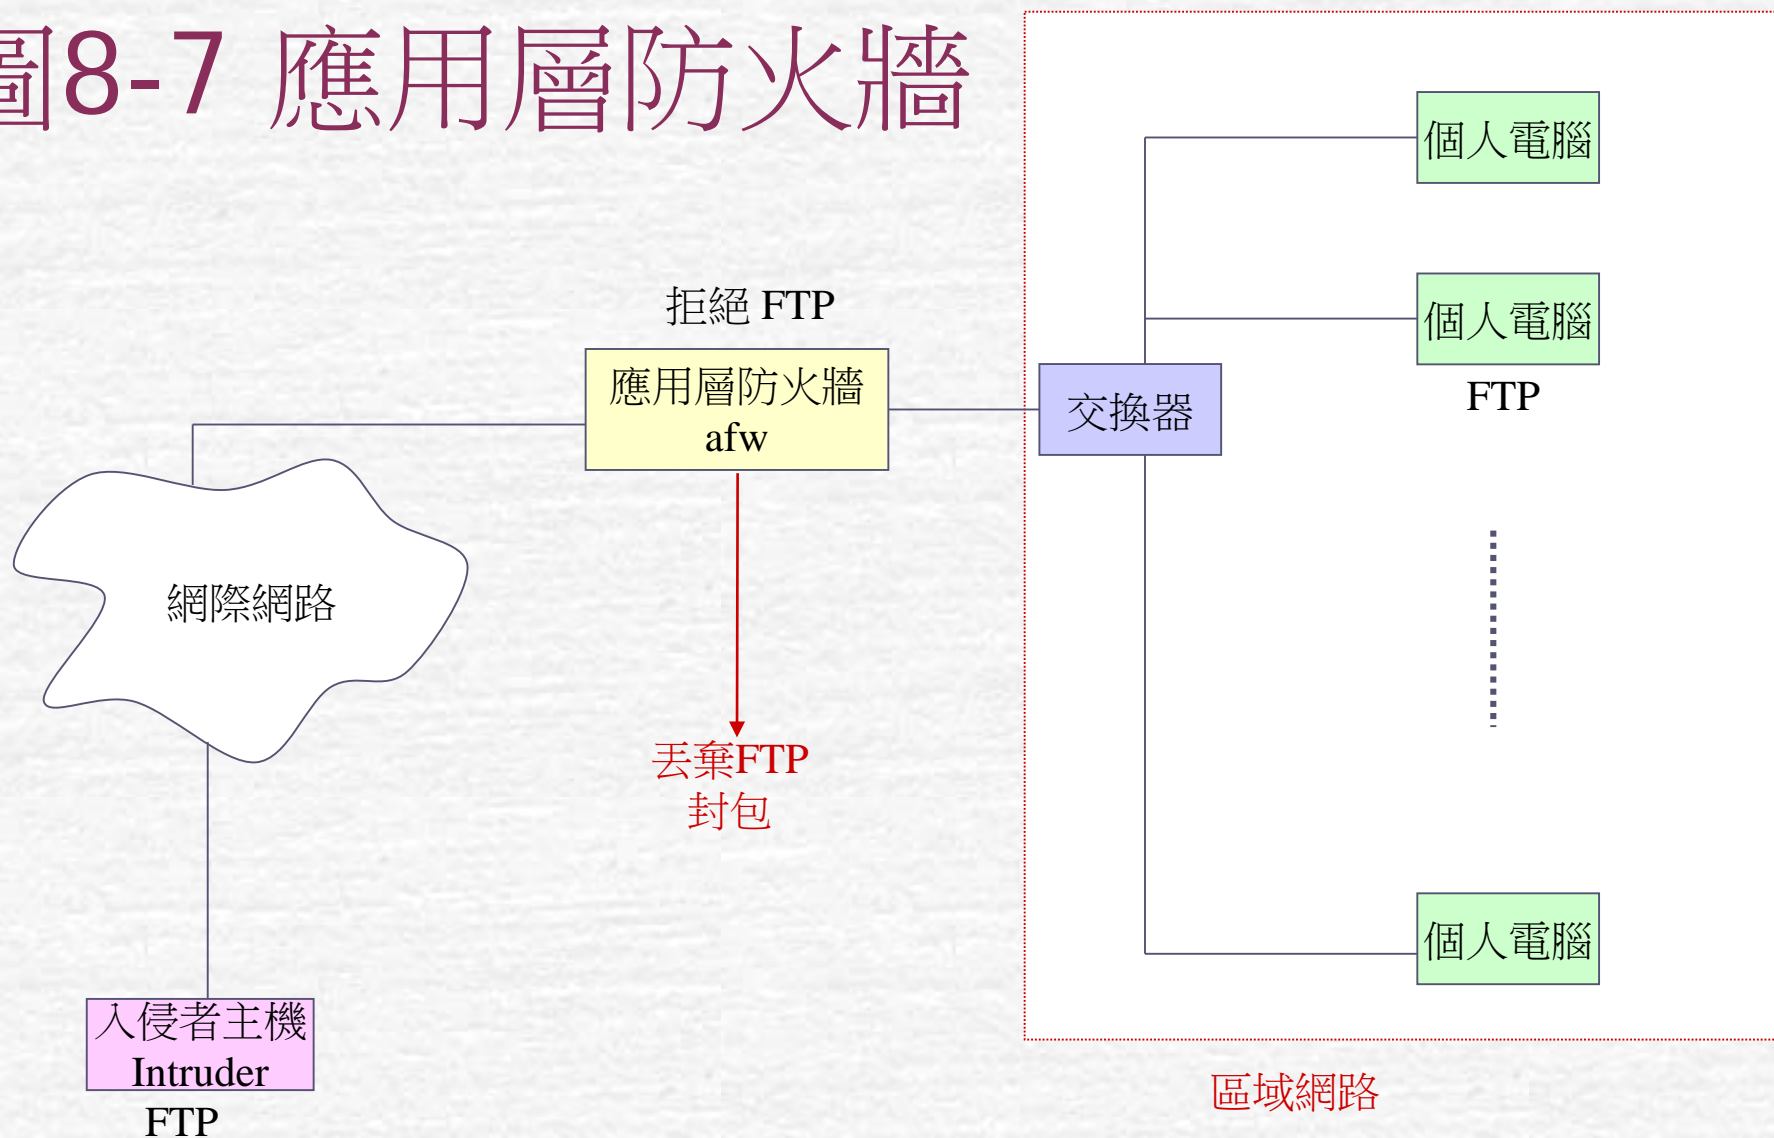 圖8-7 應用層防火牆
個人電腦
拒絕 FTP
個人電腦
FTP
應用層防火牆
afw
交換器
網際網路
丟棄FTP
封包
個人電腦
入侵者主機
Intruder
FTP
區域網路